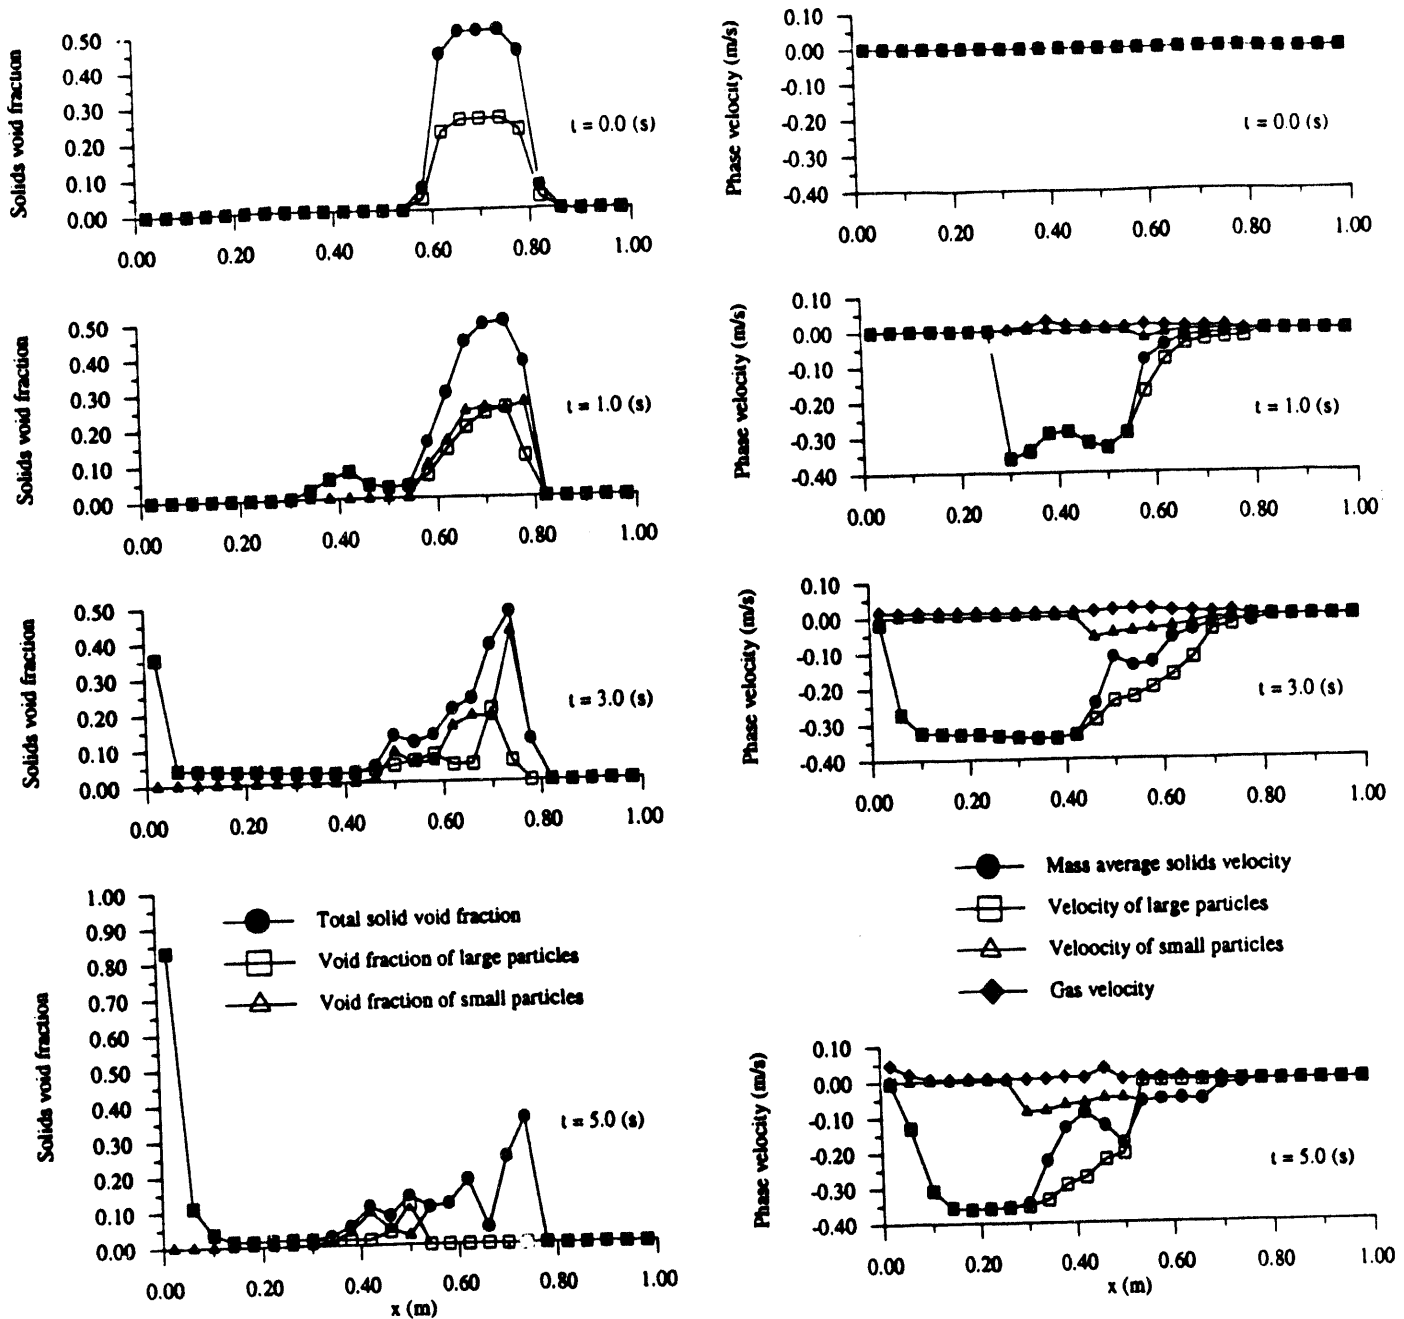 Solids void fraction
0.50
0.40
0.30
0.20
0.10
0.00
t = 0.0 (s)
0.00 0.20 0.40 0.60 0.80 1.00
Phase velocity (m/s)
0.10
0.00
-0.10
-0.20
-0.30
-0.40
t = 0.0 (s)
0.00 0.20 0.40 0.60 0.80 1.00
Solids void fraction
0.50
0.40
0.30
0.20
0.10
0.00
t = 1.0 (s)
0.00 0.20 0.40 0.60 0.80 1.00
Phase velocity (m/s)
0.10
0.00
-0.10
-0.20
-0.30
-0.40
t = 1.0 (s)
0.00 0.20 0.40 0.60 0.80 1.00
Solids void fraction
0.50
0.40
0.30
0.20
0.10
0.00
t = 3.0 (s)
0.00 0.20 0.40 0.60 0.80 1.00
Phase velocity (m/s)
0.10
0.00
-0.10
-0.20
-0.30
-0.40
t = 3.0 (s)
0.00 0.20 0.40 0.60 0.80 1.00
Solids void fraction
1.00
0.90
0.80
0.70
0.60
0.50
0.40
0.30
0.20
0.10
0.00
Total solid void fraction
Void fraction of large particles
Void fraction of small particles
t = 5.0 (s)
0.00 0.20 0.40 0.60 0.80 1.00
x (m)
Mass average solids velocity
Velocity of large particles
Veloocity of small particles
Gas velocity
Phase velocity (m/s)
0.10
0.00
-0.10
-0.20
-0.30
-0.40
t = 5.0 (s)
0.00 0.20 0.40 0.60 0.80 1.00
x (m)